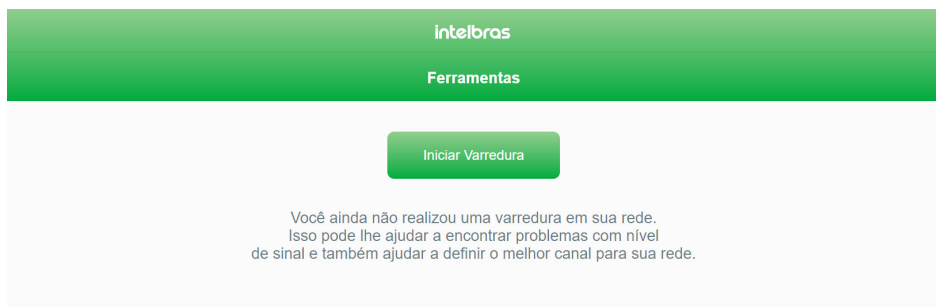 intelbras
Ferramentas
Iniciar Varredura
Você ainda não realizou uma varredura em sua rede.
Isso pode lhe ajudar a encontrar problemas com nível
de sinal e também ajudar a definir o melhor canal para sua rede.